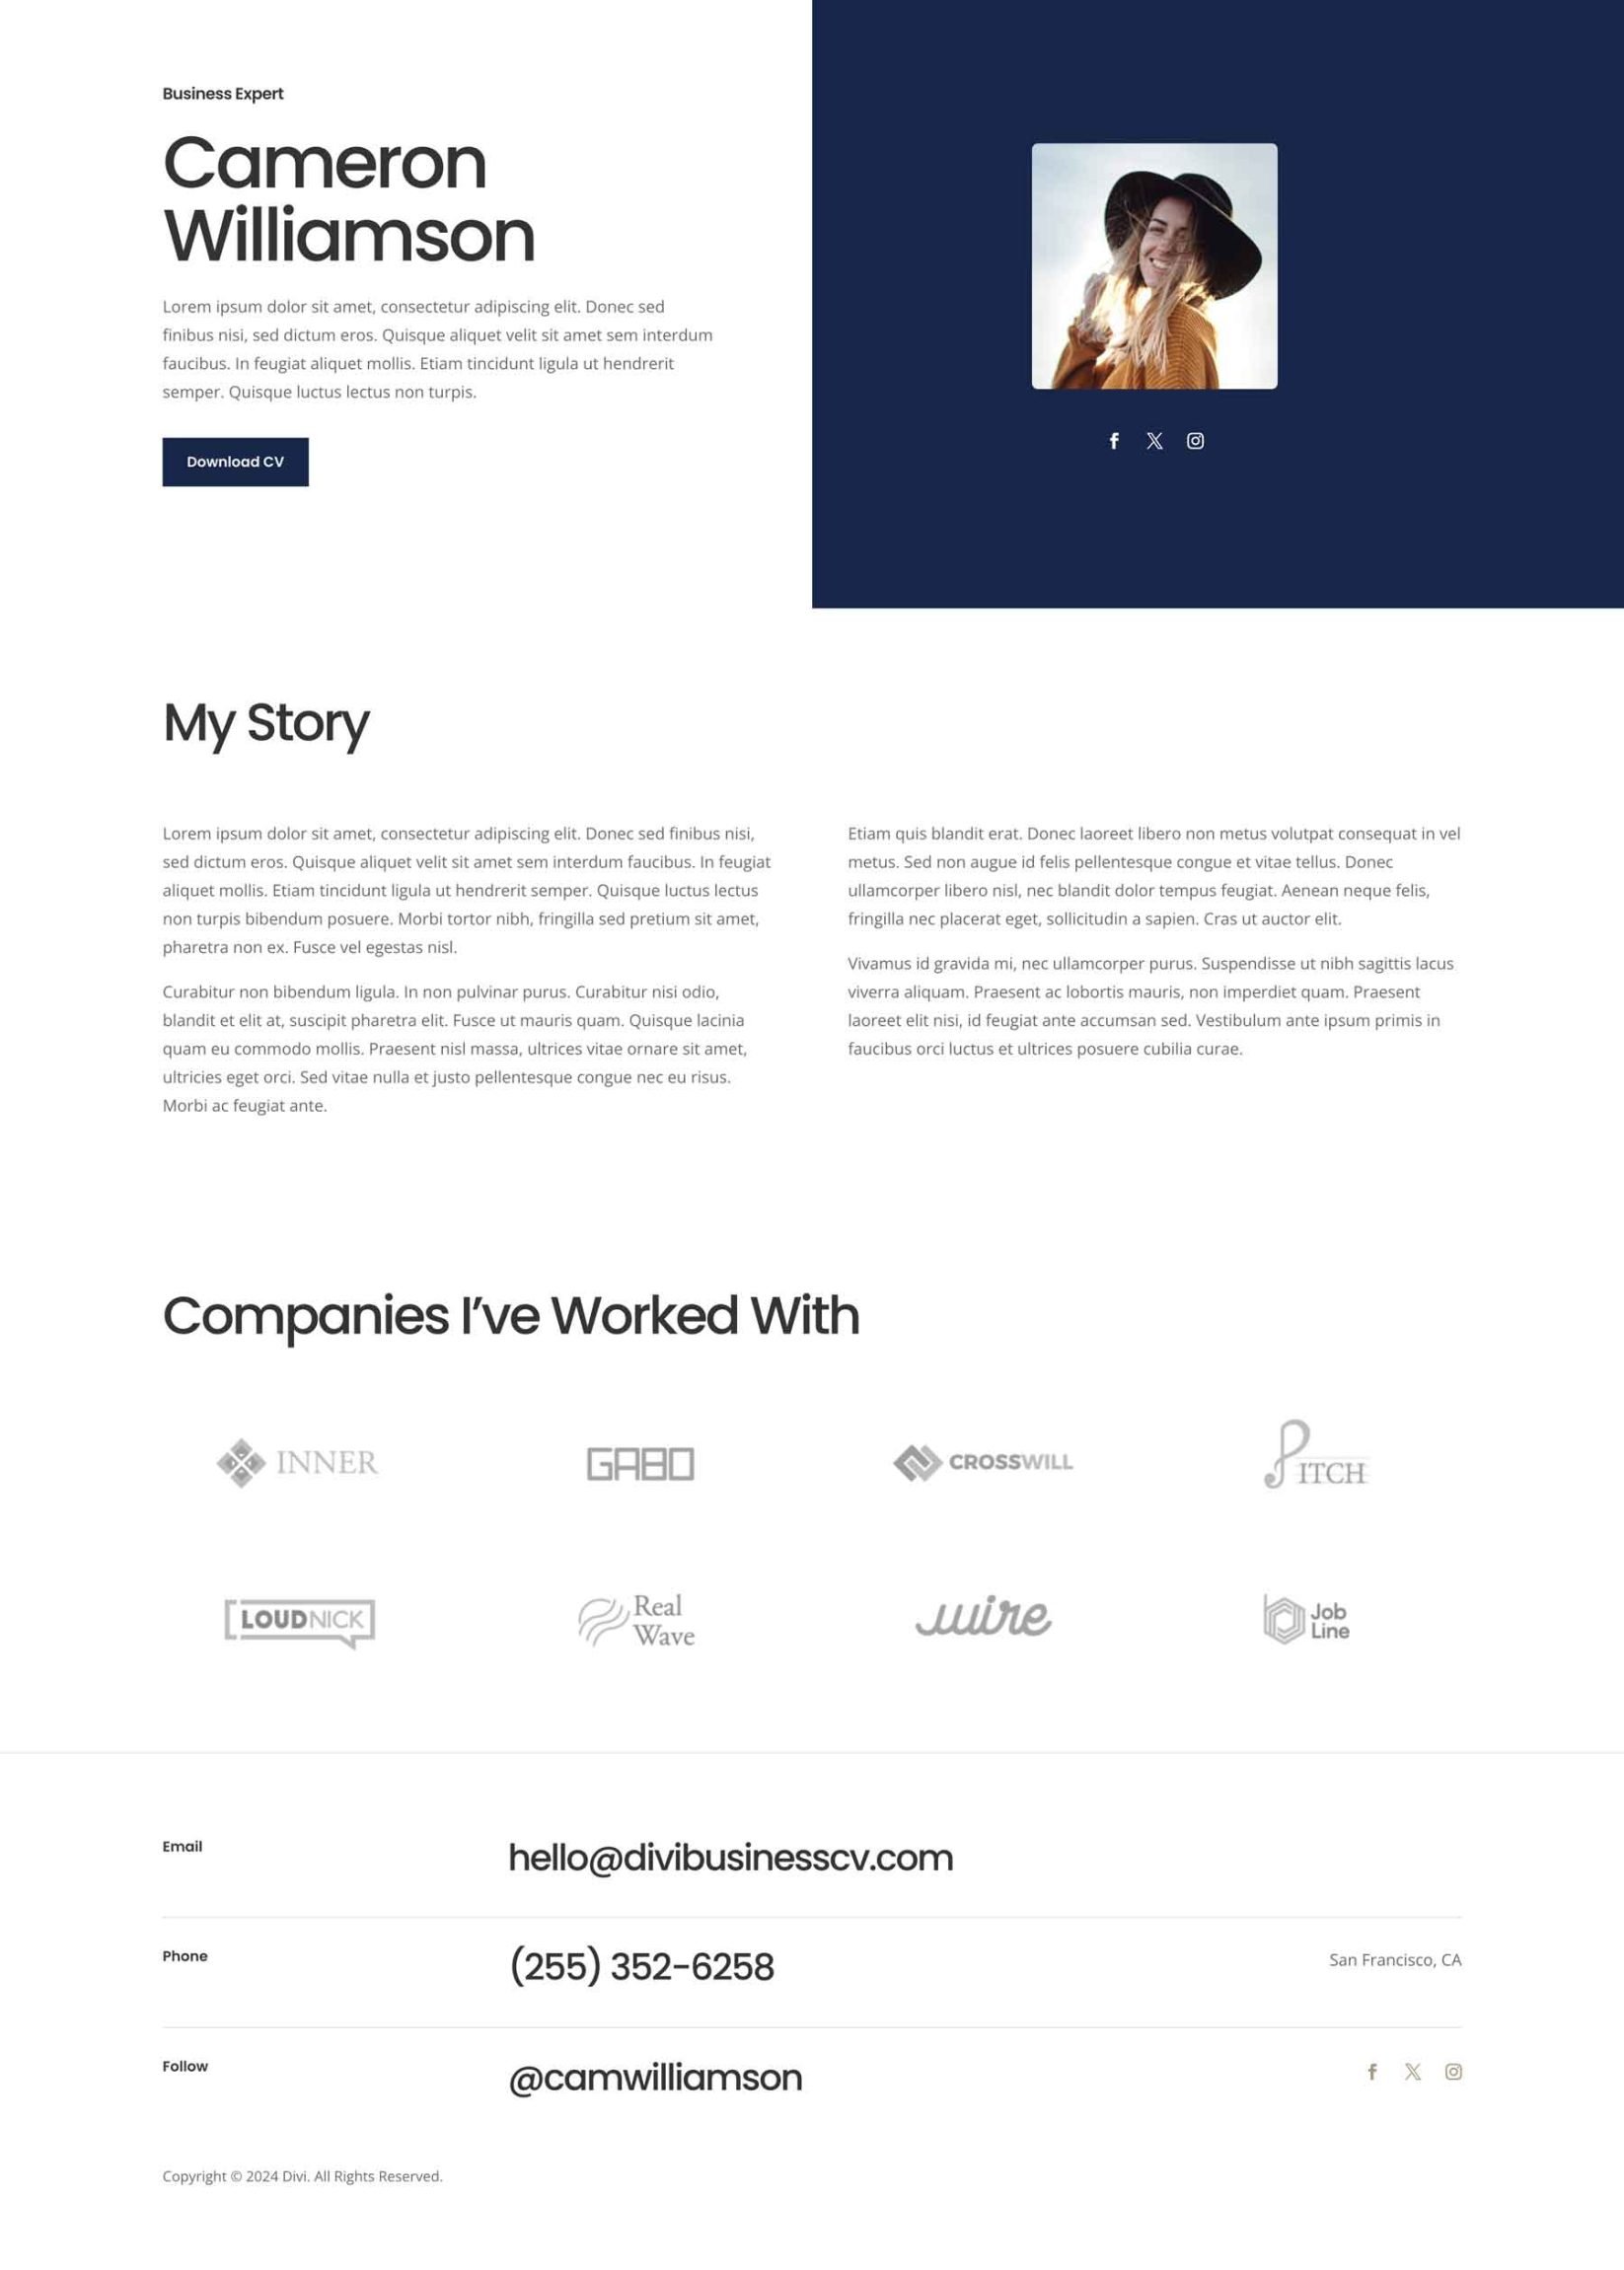 Business Expert
Cameron
Williamson
Lorem ipsum dolor sit amet, consectetur adipiscing elit. Donec sed
finibus nisi, sed dictum eros. Quisque aliquet velit sit amet sem interdum
faucibus. In feugiat aliquet mollis. Etiam tincidunt ligula ut hendrerit
semper. Quisque luctus lectus non turpis.
Download CV
My Story
Lorem ipsum dolor sit amet, consectetur adipiscing elit. Donec sed finibus nisi,
sed dictum eros. Quisque aliquet velit sit amet sem interdum faucibus. In feugiat
aliquet mollis. Etiam tincidunt ligula ut hendrerit semper. Quisque luctus lectus
non turpis bibendum posuere. Morbi tortor nibh, fringilla sed pretium sit amet,
pharetra non ex. Fusce vel egestas nisl.
Curabitur non bibendum ligula. In non pulvinar purus. Curabitur nisi odio,
blandit et elit at, suscipit pharetra elit. Fusce ut mauris quam. Quisque lacinia
quam eu commodo mollis. Praesent nisl massa, ultrices vitae ornare sit amet,
ultricies eget orci. Sed vitae nulla et justo pellentesque congue nec eu risus.
Morbi ac feugiat ante.
Etiam quis blandit erat. Donec laoreet libero non metus volutpat consequat in vel
metus. Sed non augue id felis pellentesque congue et vitae tellus. Donec
ullamcorper libero nisl, nec blandit dolor tempus feugiat. Aenean neque felis,
fringilla nec placerat eget, sollicitudin a sapien. Cras ut auctor elit.
Vivamus id gravida mi, nec ullamcorper purus. Suspendisse ut nibh sagittis lacus
viverra aliquam. Praesent ac lobortis mauris, non imperdiet quam. Praesent
laoreet elit nisi, id feugiat ante accumsan sed. Vestibulum ante ipsum primis in
faucibus orci luctus et ultrices posuere cubilia curae.
Companies I’ve Worked With
INNER
GABO
CROSSWILL
PITCH
LOUDNICK
Real
Wave
wire
Job
Line
Email
hello@divibusinesscv.com
Phone
(255) 352-6258
San Francisco, CA
Follow
@camwilliamson
Copyright © 2024 Divi. All Rights Reserved.